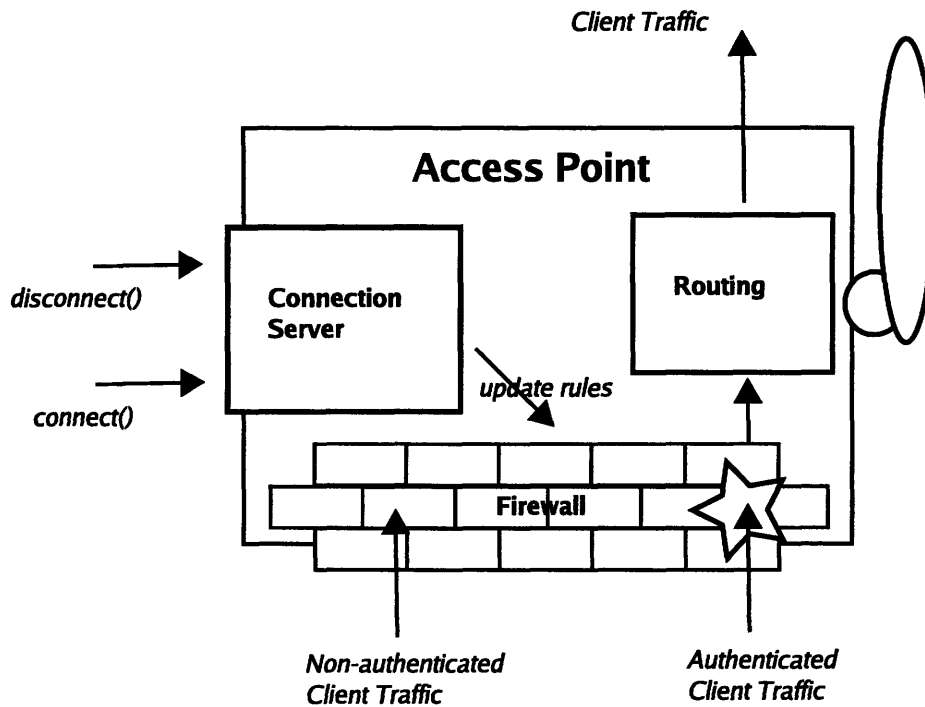 Client Traffic
Access Point
disconnect()
Connection
Server
Routing
connect()
update rules
Firewall
Non-authenticated
Client Traffic
Authenticated
Client Traffic